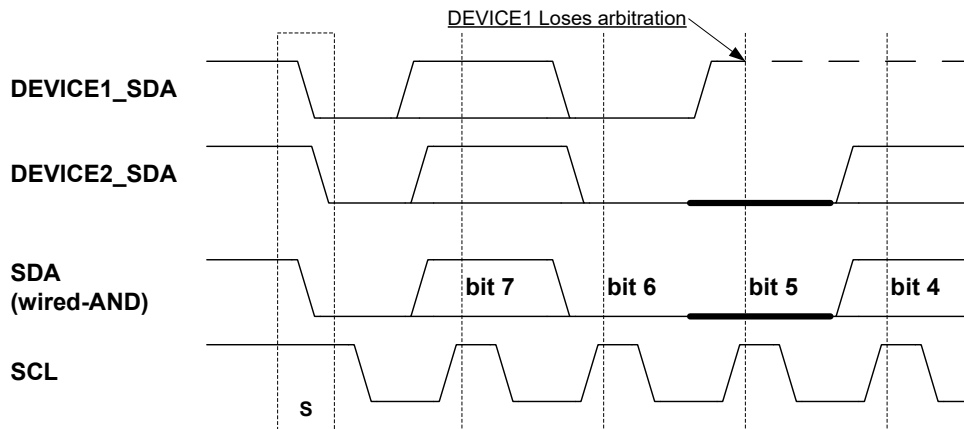 DEVICE1 Loses arbitration
DEVICE1_SDA
DEVICE2_SDA
SDA
(wired-AND)
bit 7 bit 6 bit 5 bit 4
SCL
S